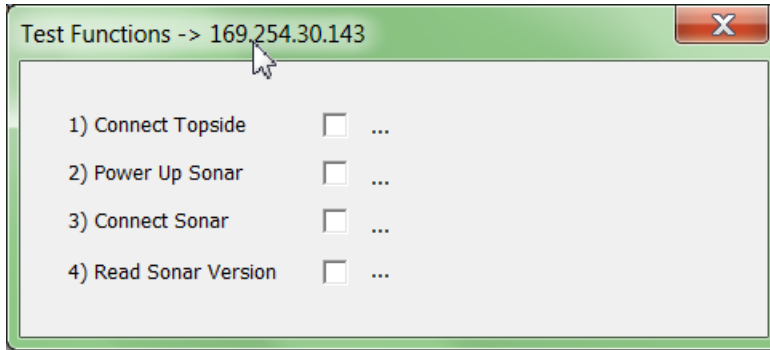 Test Functions -> 169.254.30.143
X
1) Connect Topside ...
2) Power Up Sonar ...
3) Connect Sonar ...
4) Read Sonar Version ...